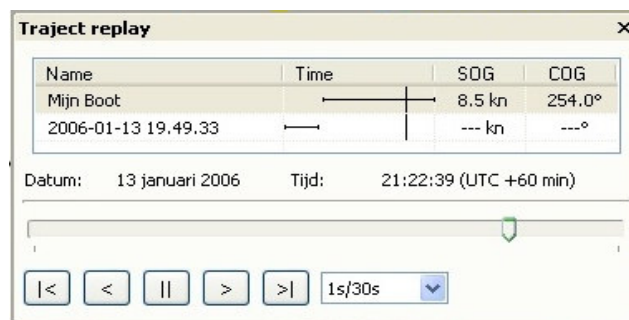 Traject replay
Name Time SOG COG
Mijn Boot 8.5 kn 254.0°
2006-01-13 19.49.33 --- kn ---°
Datum: 13 januari 2006 Tijd: 21:22:39 (UTC +60 min)
|< < || > >| 1s/30s